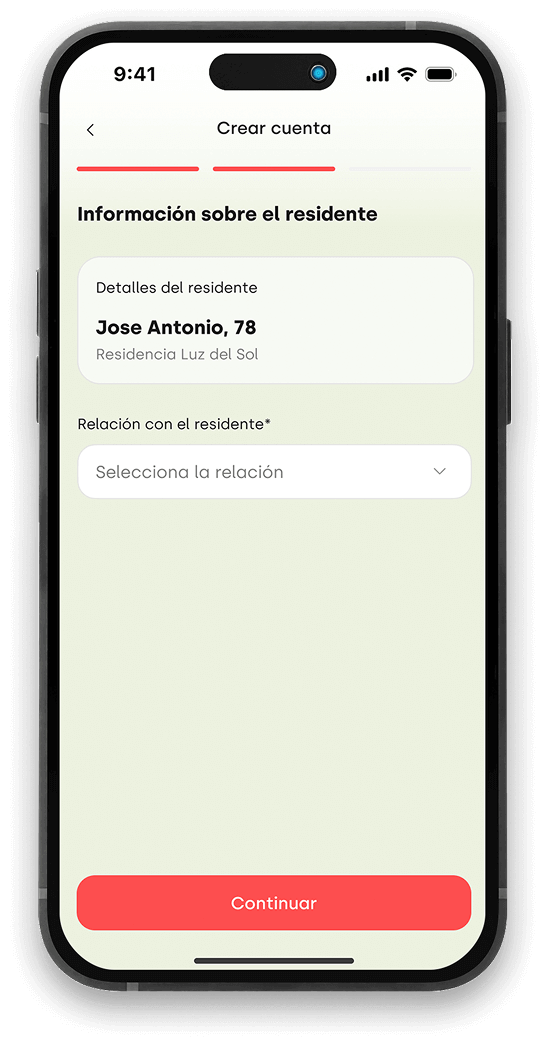 9:41
Crear cuenta
Información sobre el residente
Detalles del residente
Jose Antonio, 78
Residencia Luz del Sol
Relación con el residente*
Selecciona la relación
Continuar